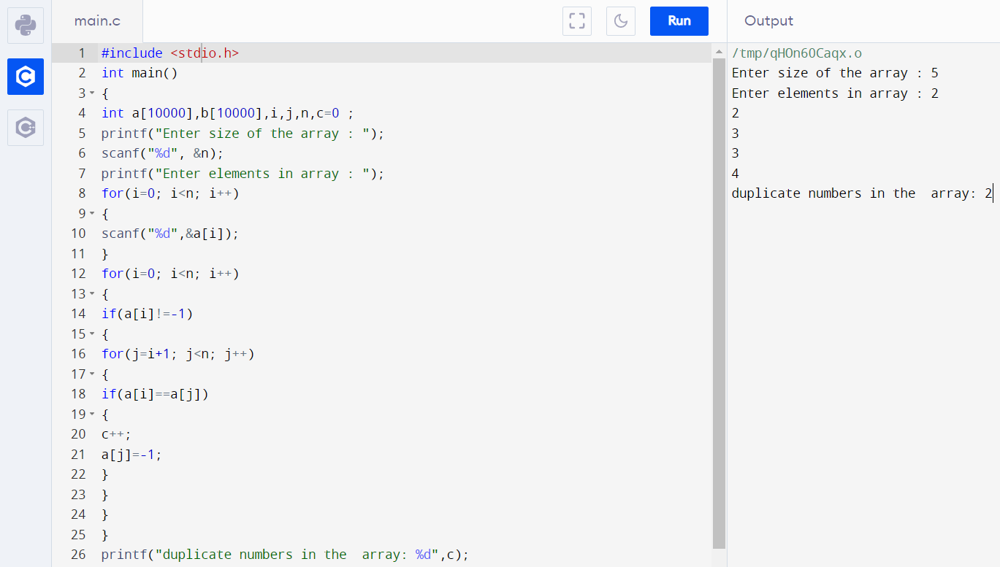 main.c
Run
Output
1 #include <stdio.h>
2 int main()
3 {
4 int a[10000],b[10000],i,j,n,c=0 ;
5 printf("Enter size of the array : ");
6 scanf("%d", &n);
7 printf("Enter elements in array : ");
8 for(i=0; i<n; i++)
9 {
10 scanf("%d",&a[i]);
11 }
12 for(i=0; i<n; i++)
13 {
14 if(a[i]!=-1)
15 {
16 for(j=i+1; j<n; j++)
17 {
18 if(a[i]==a[j])
19 {
20 c++;
21 a[j]=-1;
22 }
23 }
24 }
25 }
26 printf("duplicate numbers in the  array: %d",c);
/tmp/qHOn6OCaqx.o
Enter size of the array : 5
Enter elements in array : 2
2
3
3
4
duplicate numbers in the  array: 2